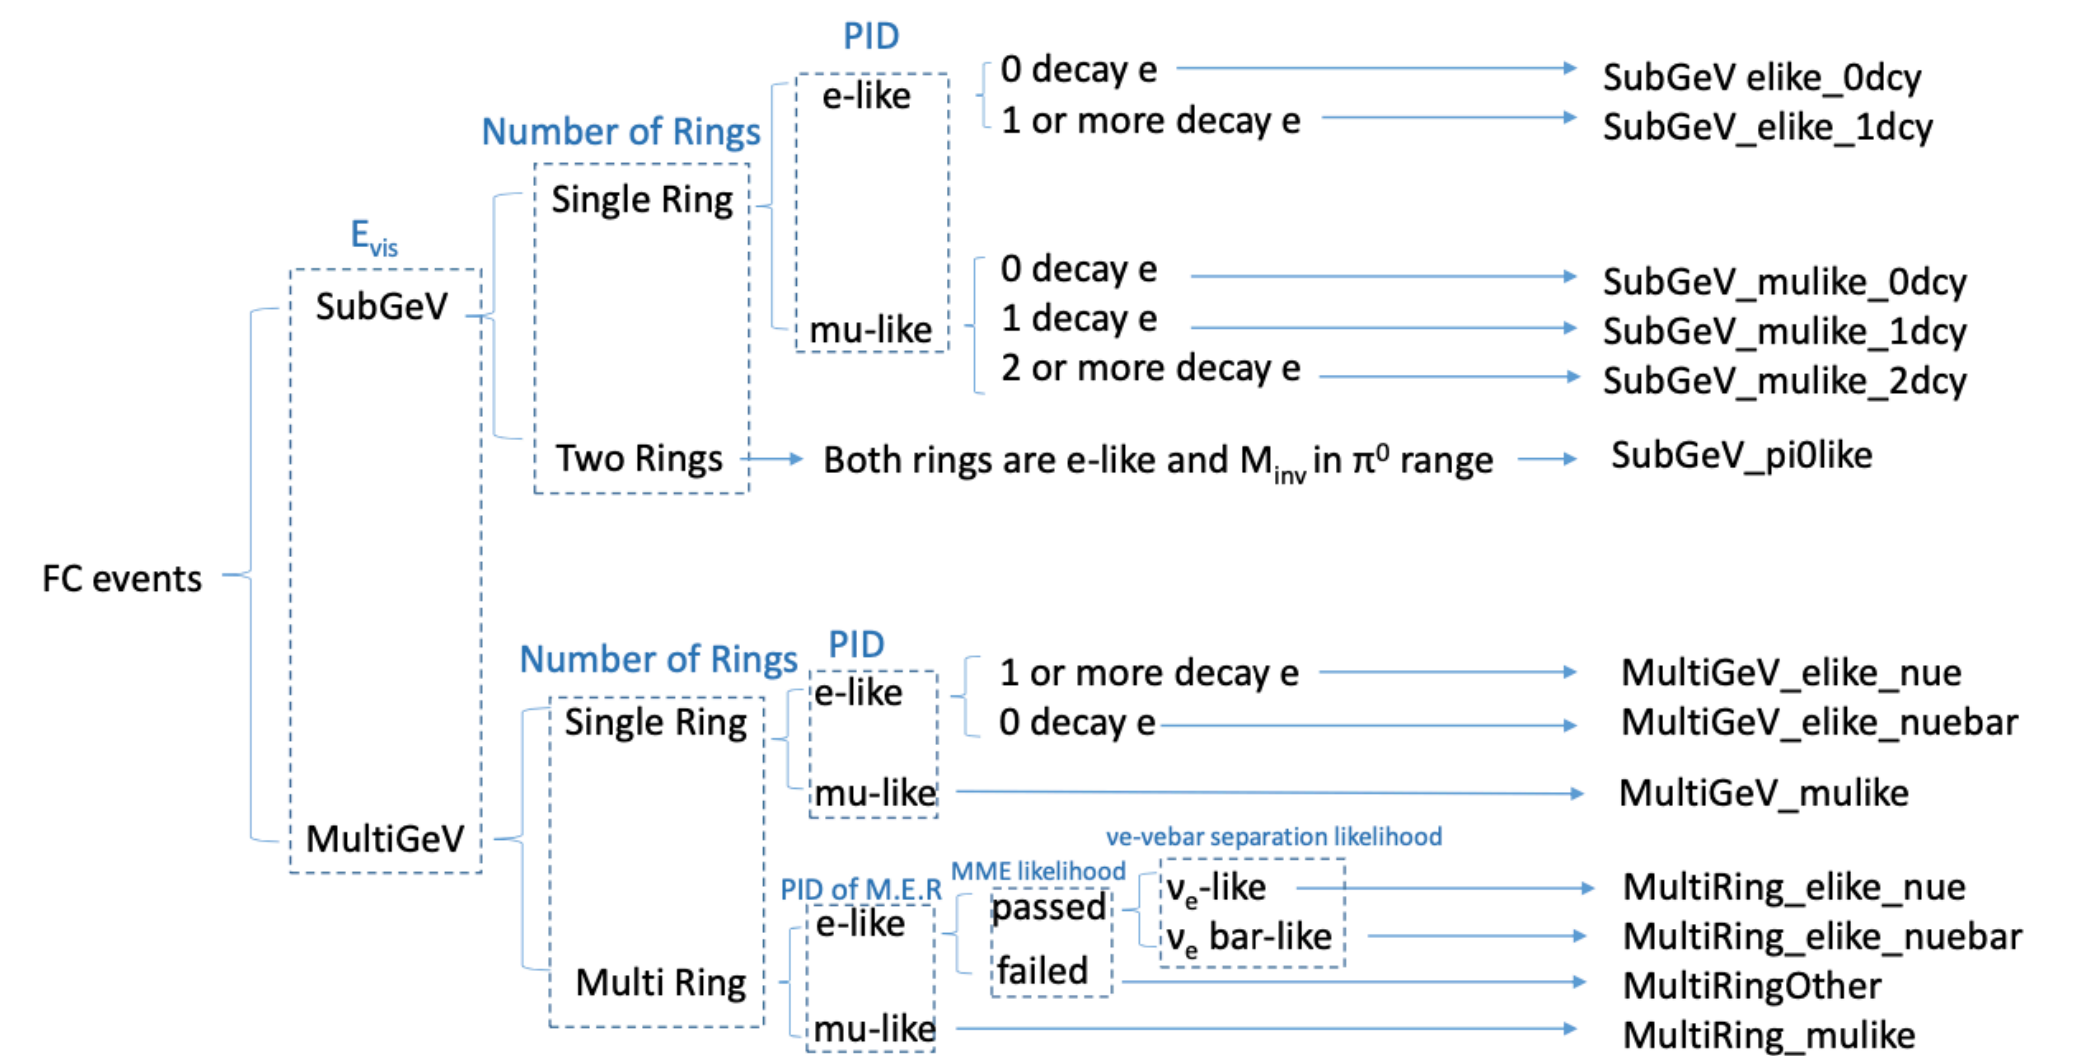 PID
e-like
0 decay e
SubGeV elike_0dcy
1 or more decay e
SubGeV_elike_1dcy
Number of Rings
Single Ring
E_vis
SubGeV
mu-like
0 decay e
SubGeV_mulike_0dcy
1 decay e
SubGeV_mulike_1dcy
2 or more decay e
SubGeV_mulike_2dcy
Two Rings
Both rings are e-like and M_inv in π⁰ range
SubGeV_pi0like
FC events
MultiGeV
Number of Rings
Single Ring
PID
e-like
1 or more decay e
MultiGeV_elike_nue
0 decay e
MultiGeV_elike_nuebar
mu-like
MultiGeV_mulike
Multi Ring
PID of M.E.R
e-like
MME likelihood
passed
ve-vebar separation likelihood
νe-like
MultiRing_elike_nue
νe bar-like
MultiRing_elike_nuebar
failed
MultiRingOther
mu-like
MultiRing_mulike